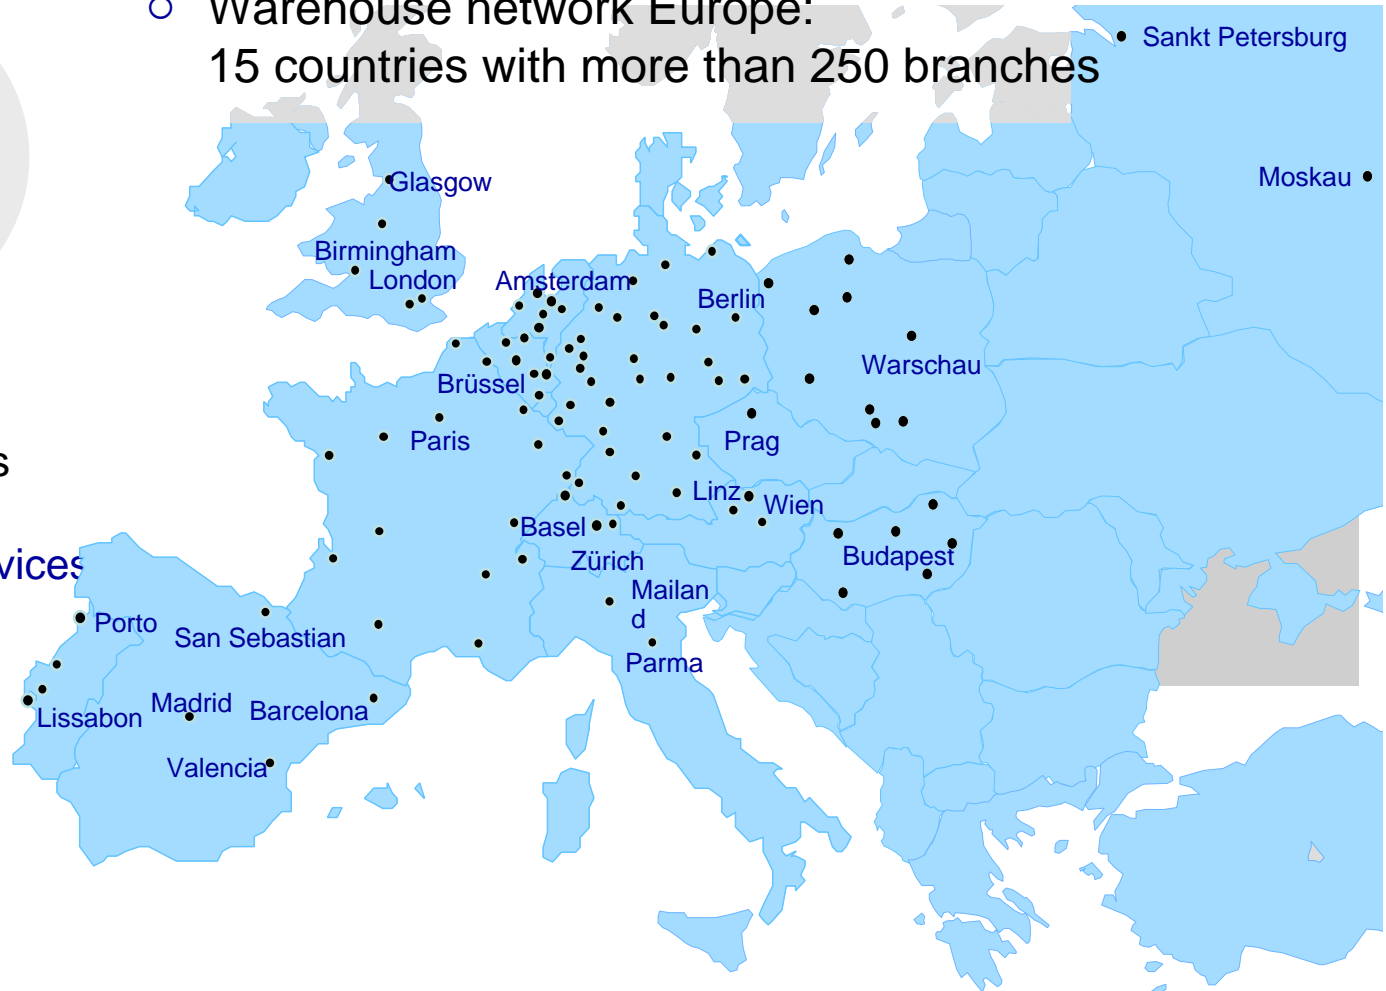 Warehouse network Europe:
15 countries with more than 250 branches
Sankt Petersburg
Moskau
Glasgow
Birmingham
London
Amsterdam
Berlin
Warschau
Brüssel
Paris
Prag
s
Linz
Wien
Basel
Budapest
Zürich
vices
Mailan
d
Porto
San Sebastian
Parma
Madrid
Barcelona
Lissabon
Valencia